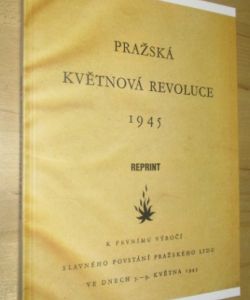 PRAŽSKÁ
KVĚTNOVÁ REVOLUCE
1945
REPRINT
K PRVNÍMU VÝROČÍ
SLAVNÉHO POVSTÁNÍ PRAŽSKÉHO LIDU
VE DNECH 5.–9. KVĚTNA 1945